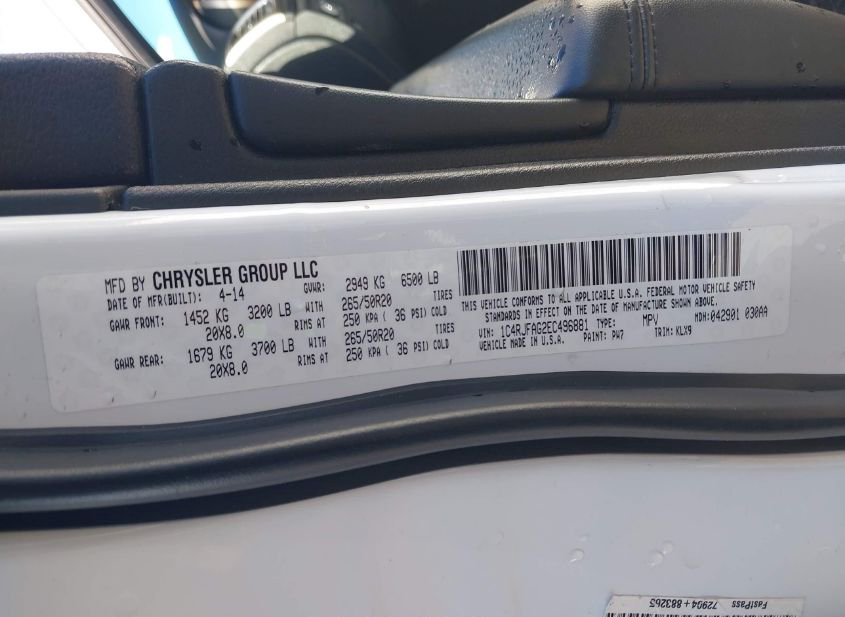 MFD BY CHRYSLER GROUP LLC
DATE OF MFR(BUILT): 4-14 GVWR: 2949 KG 6500 LB
GAWR FRONT: 1452 KG 3200 LB WITH 265/50R20 TIRES
20X8.0 RIMS AT 250 KPA ( 36 PSI) COLD
GAWR REAR: 1679 KG 3700 LB WITH 265/50R20 TIRES
20X8.0 RIMS AT 250 KPA ( 36 PSI) COLD
THIS VEHICLE CONFORMS TO ALL APPLICABLE U.S.A. FEDERAL MOTOR VEHICLE SAFETY
STANDARDS IN EFFECT ON THE DATE OF MANUFACTURE SHOWN ABOVE.
VIN: 1C4RJFAG2EC496881 TYPE: MPV MDH:042901 030AA
VEHICLE MADE IN U.S.A. PAINT: PW7 TRIM: KLX9
FastPass 72904+883265